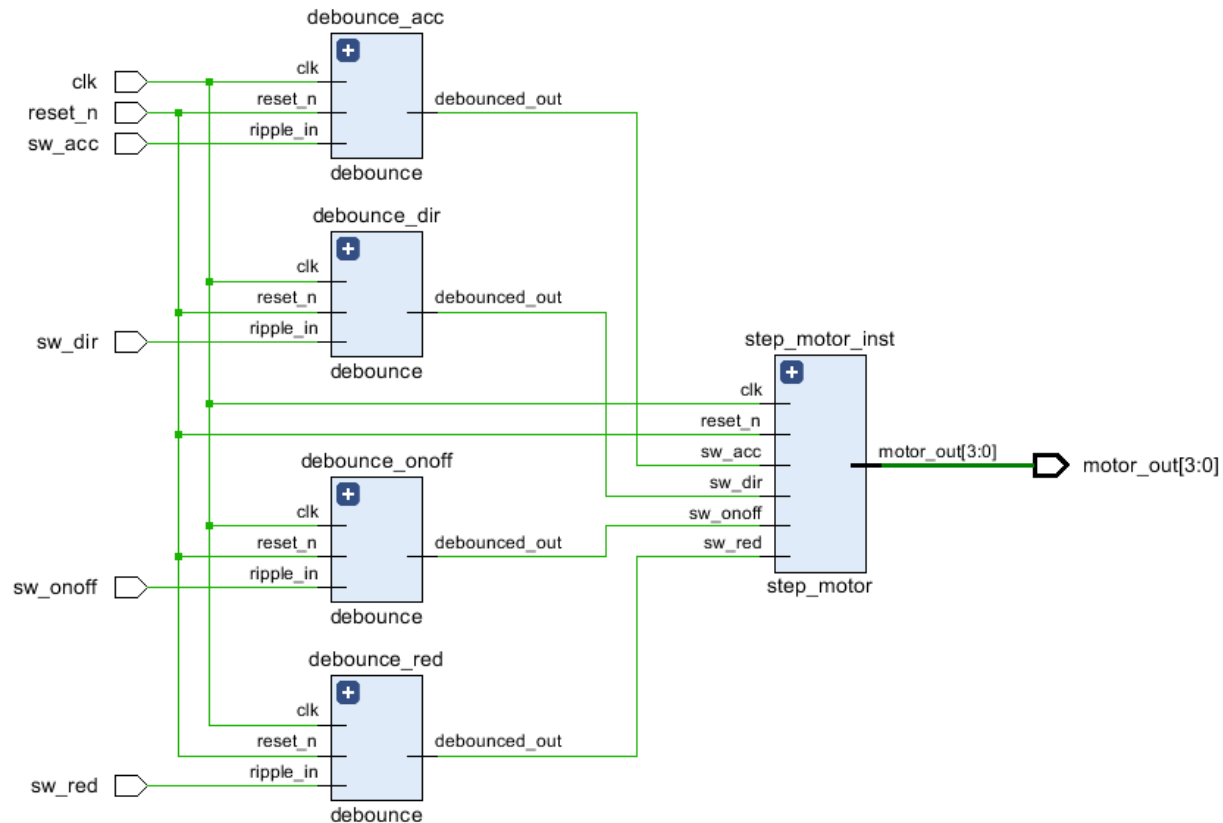 debounce_acc
clk
clk
reset_n
reset_n
debounced_out
sw_acc
ripple_in
debounce
debounce_dir
clk
reset_n
debounced_out
sw_dir
ripple_in
debounce
step_motor_inst
clk
reset_n
sw_acc
motor_out[3:0]
motor_out[3:0]
sw_dir
sw_onoff
sw_red
step_motor
debounce_onoff
clk
reset_n
debounced_out
sw_onoff
ripple_in
debounce
debounce_red
clk
reset_n
debounced_out
sw_red
ripple_in
debounce